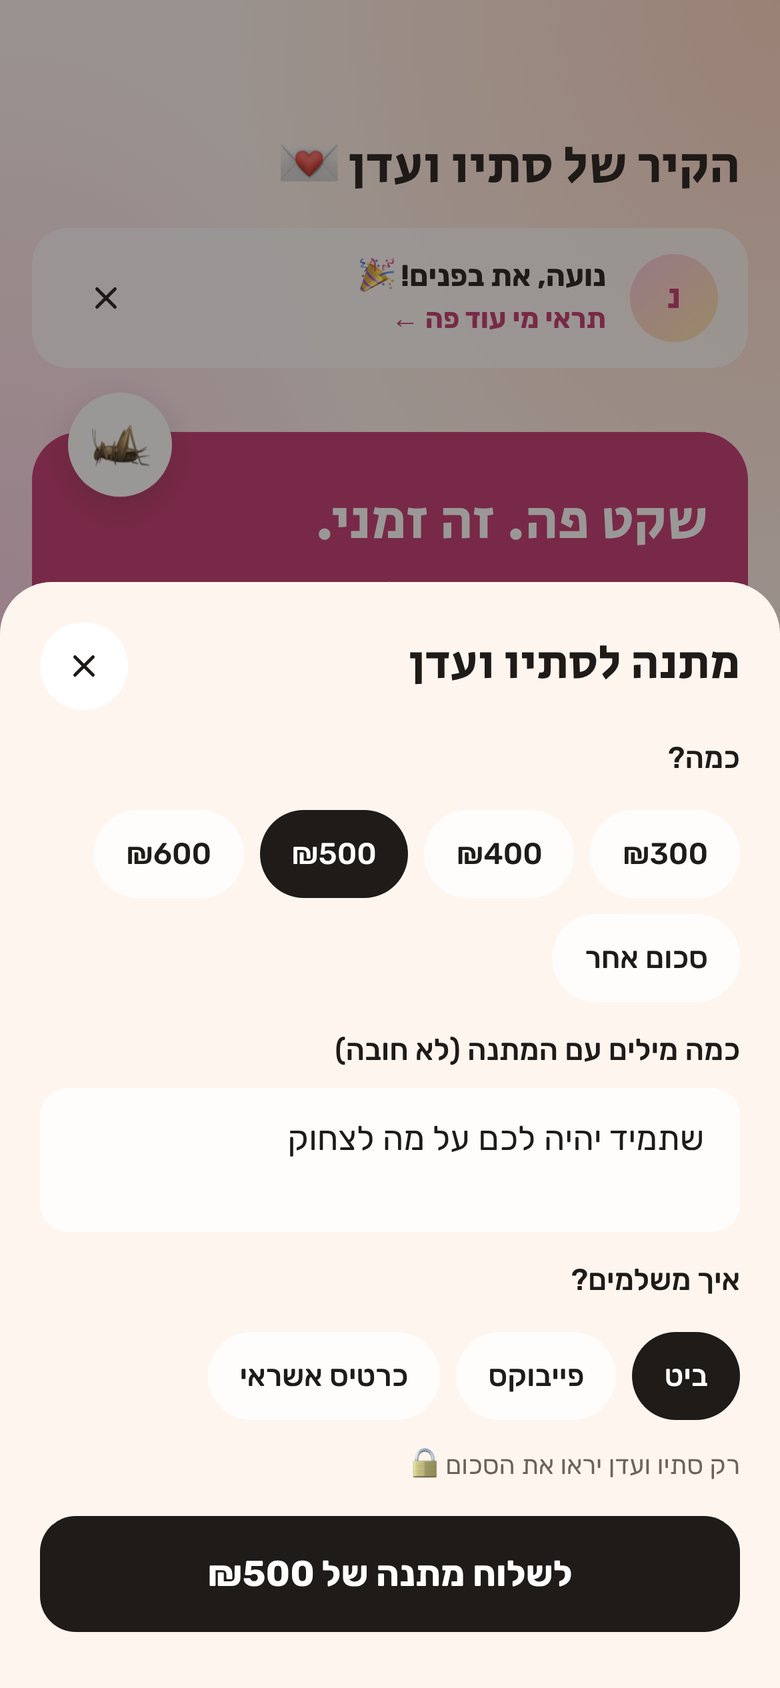 הקיר של סתיו ועדן 💌
נועה, את בפנים! 🎉
תראי מי עוד פה ←
נ
שקט פה. זה זמני.
מתנה לסתיו ועדן
כמה?
₪300
₪400
₪500
₪600
סכום אחר
כמה מילים עם המתנה (לא חובה)
שתמיד יהיה לכם על מה לצחוק
איך משלמים?
ביט
פייבוקס
כרטיס אשראי
רק סתיו ועדן יראו את הסכום 🔒
לשלוח מתנה של ₪500